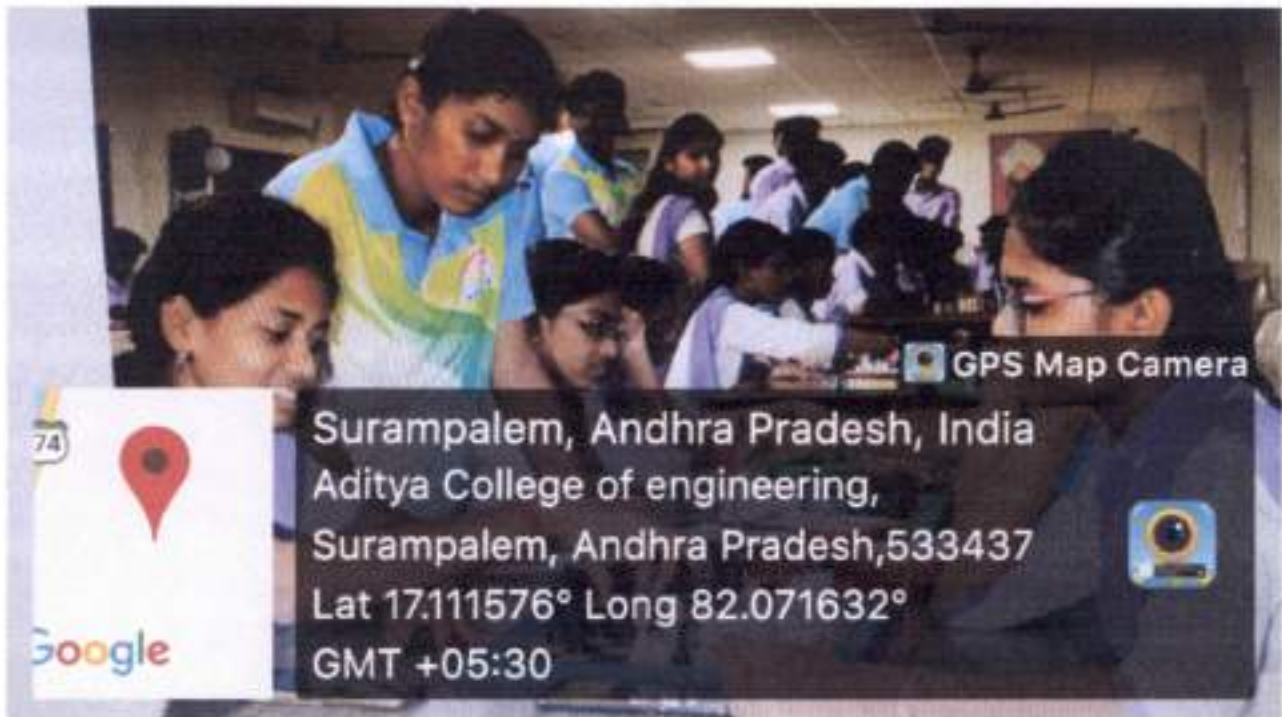 GPS Map Camera
Surampalem, Andhra Pradesh, India
Aditya College of engineering,
Surampalem, Andhra Pradesh,533437
Lat 17.111576° Long 82.071632°
GMT +05:30
74
Google